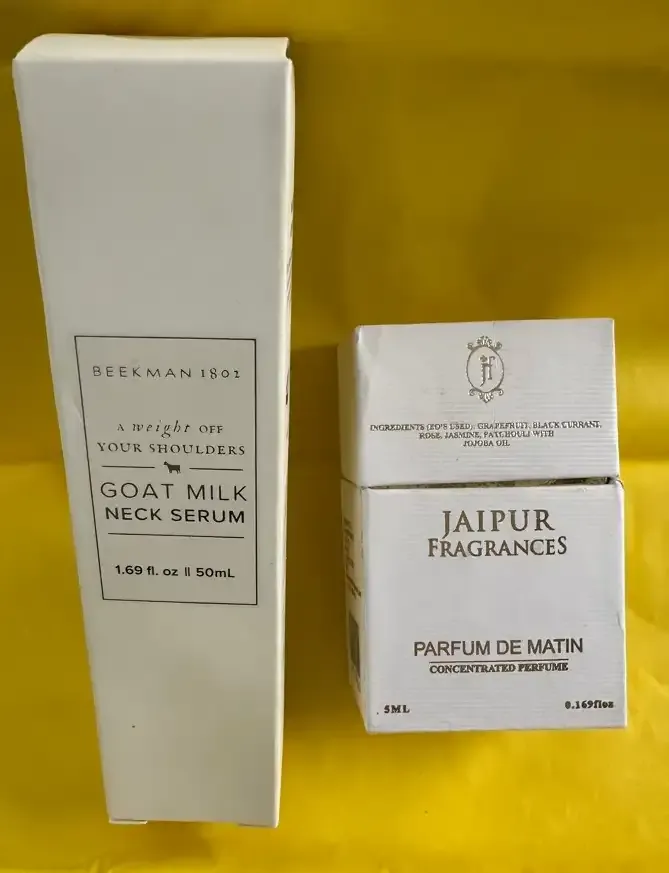 BEEKMAN 1802
A weight OFF
YOUR SHOULDERS
GOAT MILK
NECK SERUM
1.69 fl. oz || 50mL
jf
INGREDIENTS (EO'S USED): GRAPEFRUIT, BLACK CURRANT,
ROSE, JASMINE, PATCHOULI WITH
JOJOBA OIL
JAIPUR
FRAGRANCES
PARFUM DE MATIN
CONCENTRATED PERFUME
5ML
0.169floz